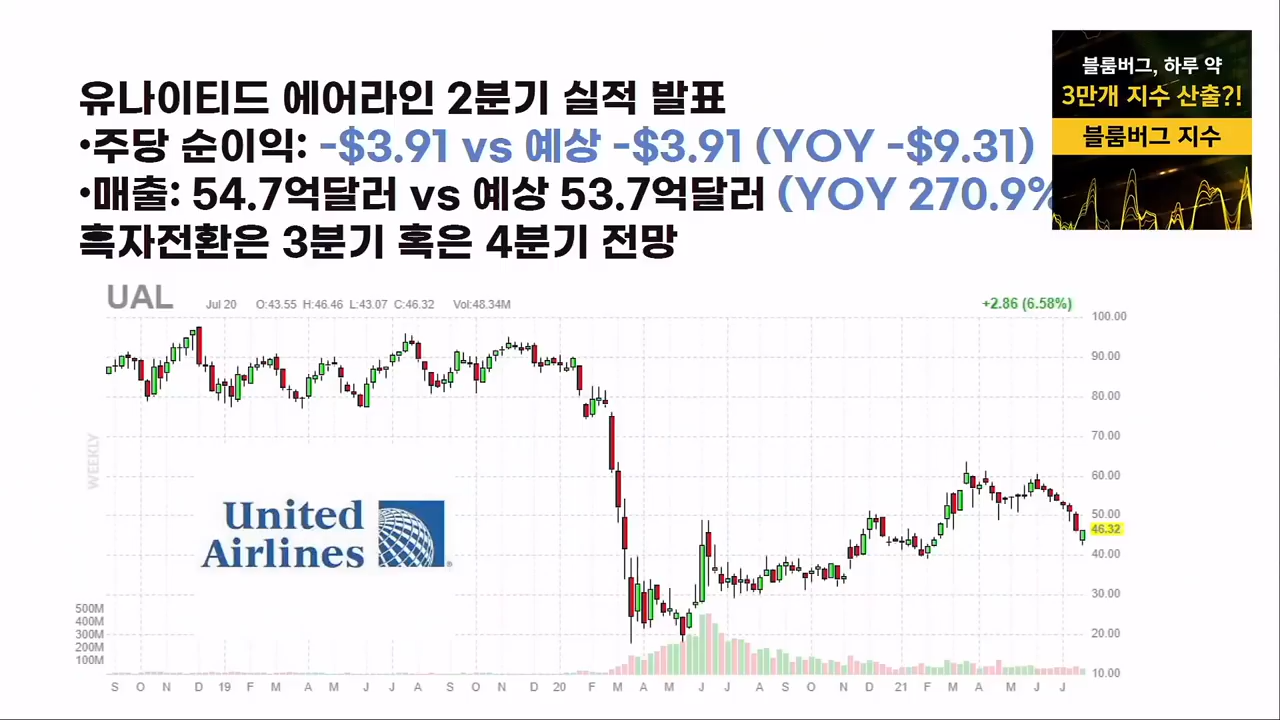 유나이티드 에어라인 2분기 실적 발표
•주당 순이익: -$3.91 vs 예상 -$3.91 (YOY -$9.31)
•매출: 54.7억달러 vs 예상 53.7억달러 (YOY 270.9%
흑자전환은 3분기 혹은 4분기 전망
블룸버그, 하루 약
3만개 지수 산출?!
블룸버그 지수
UAL Jul 20 O:43.55 H:46.46 L:43.07 C:46.32 Vol:48.34M +2.86 (6.58%)
100.00
90.00
80.00
70.00
60.00
50.00
46.32
40.00
30.00
20.00
10.00
WEEKLY
United
Airlines
500M
400M
300M
200M
100M
S O N D 19 F M A M J J A S O N D 20 F M A M J J A S O N D 21 F M A M J J